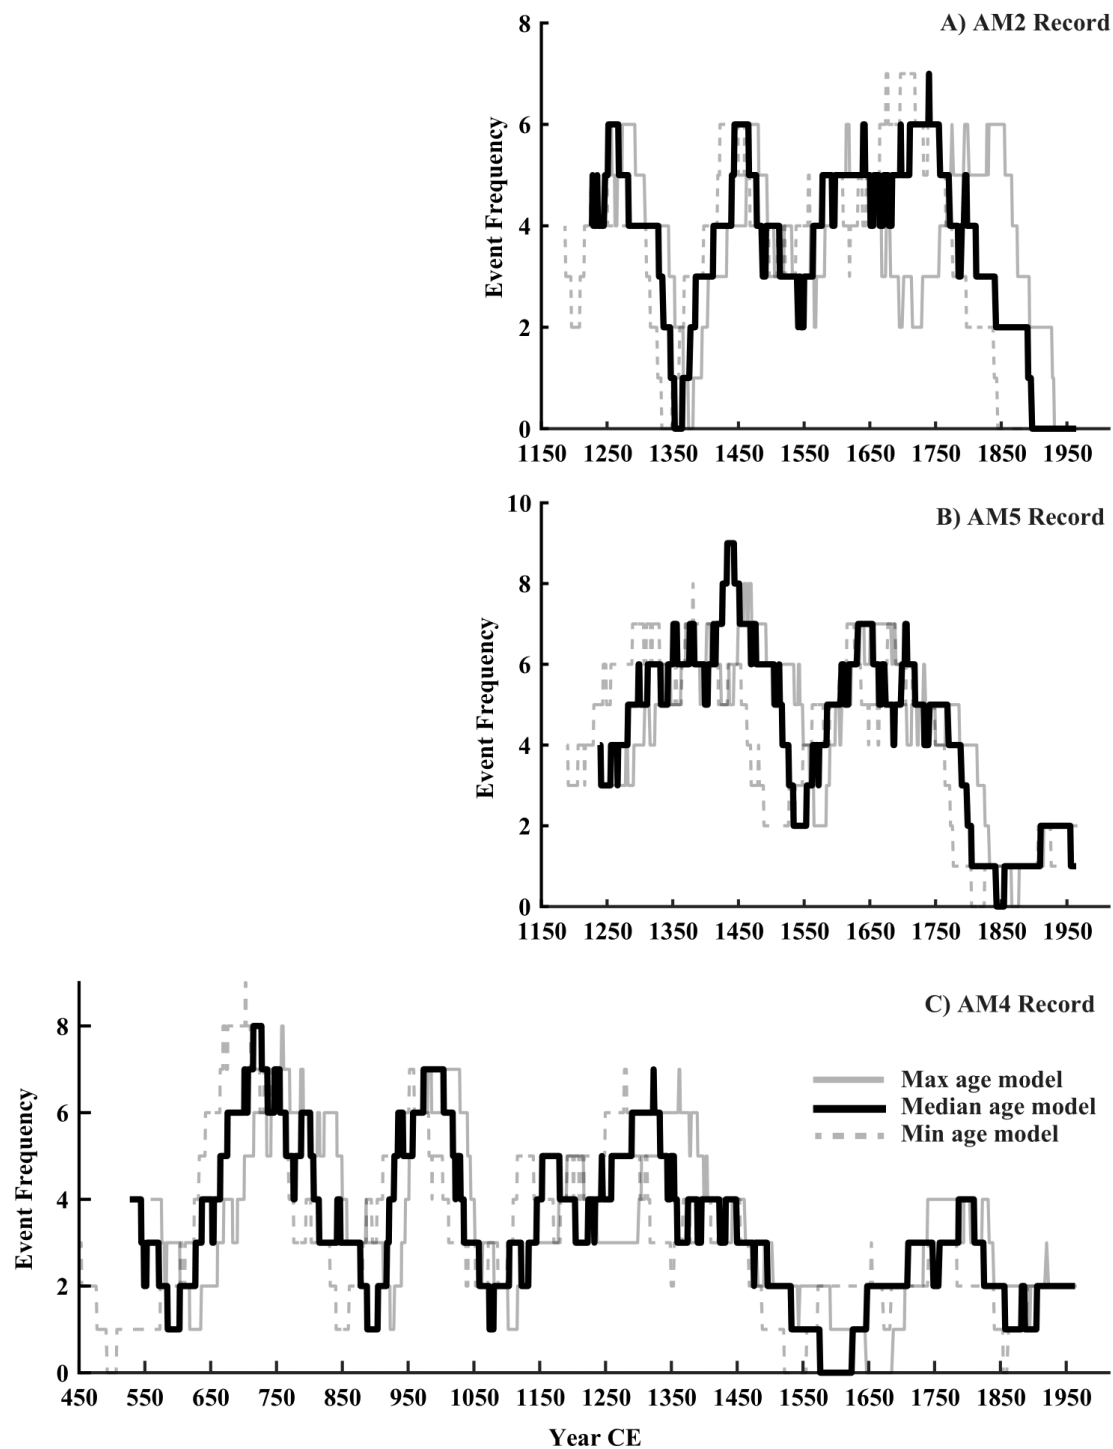 A) AM2 Record
8
6
4
2
0
Event Frequency
1150 1250 1350 1450 1550 1650 1750 1850 1950
B) AM5 Record
10
8
6
4
2
0
Event Frequency
1150 1250 1350 1450 1550 1650 1750 1850 1950
C) AM4 Record
Max age model
Median age model
Min age model
8
6
4
2
0
Event Frequency
450 550 650 750 850 950 1050 1150 1250 1350 1450 1550 1650 1750 1850 1950
Year CE